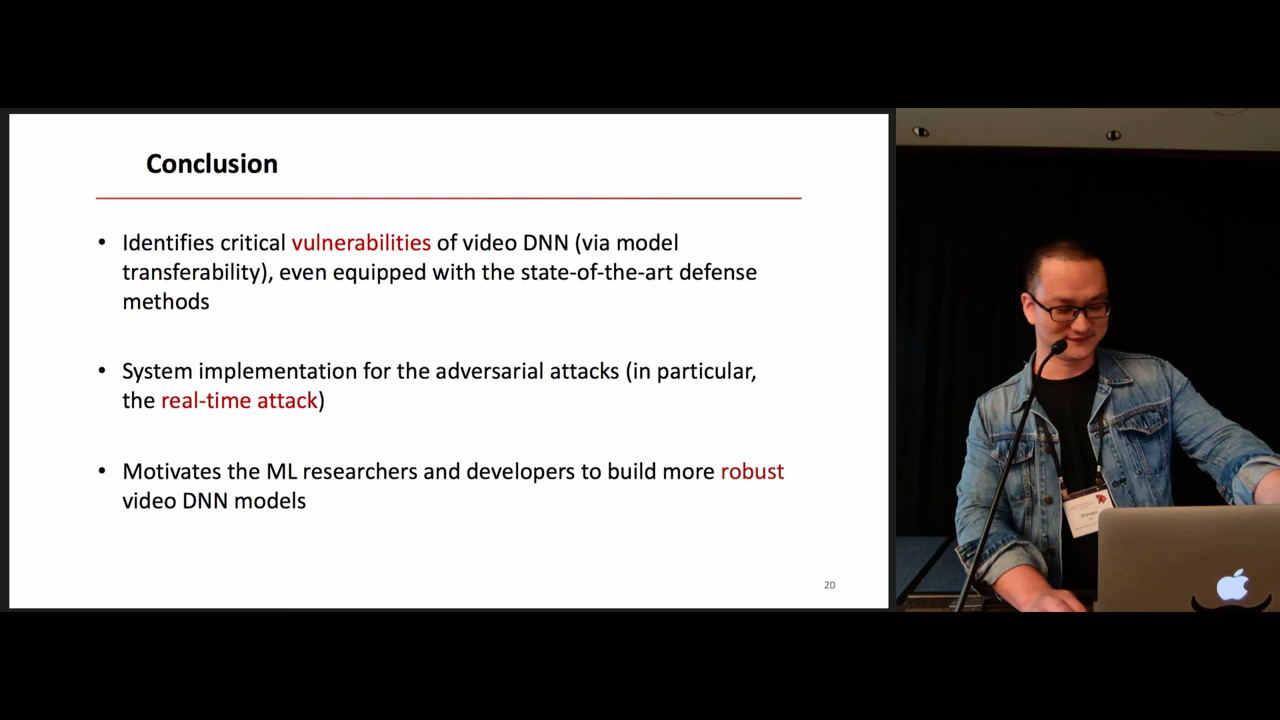 Conclusion
• Identifies critical vulnerabilities of video DNN (via model
transferability), even equipped with the state-of-the-art defense
methods
• System implementation for the adversarial attacks (in particular,
the real-time attack)
• Motivates the ML researchers and developers to build more robust
video DNN models
20